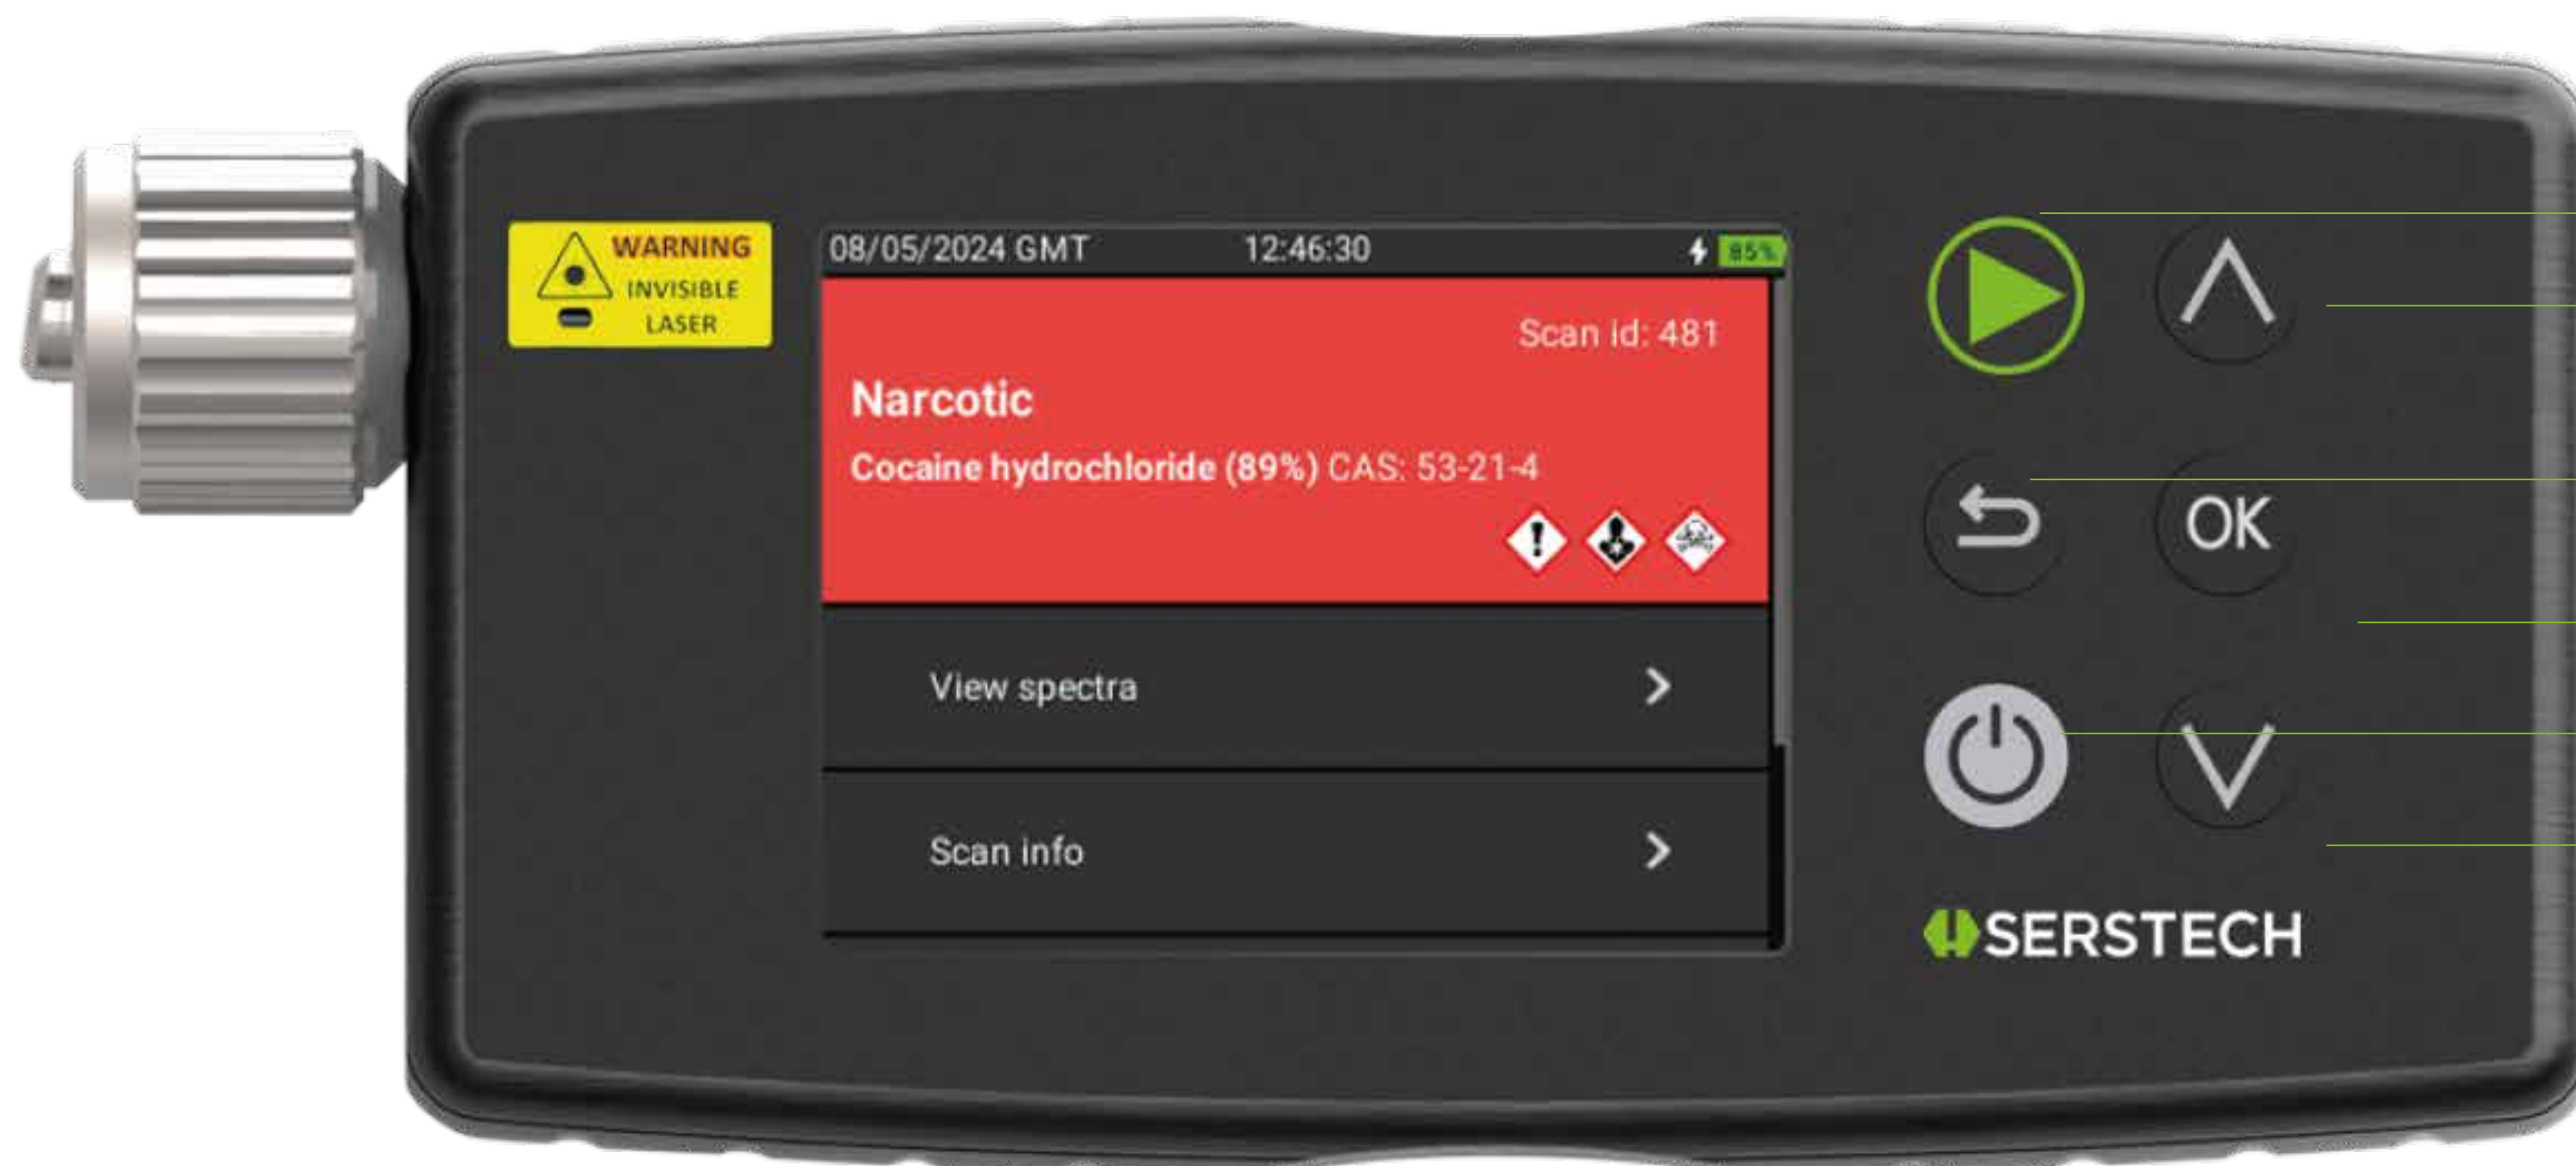 WARNING
INVISIBLE
LASER
08/05/2024 GMT 12:46:30 85%
Scan id: 481
Narcotic
Cocaine hydrochloride (89%) CAS: 53-21-4
View spectra
Scan info
OK
SERSTECH